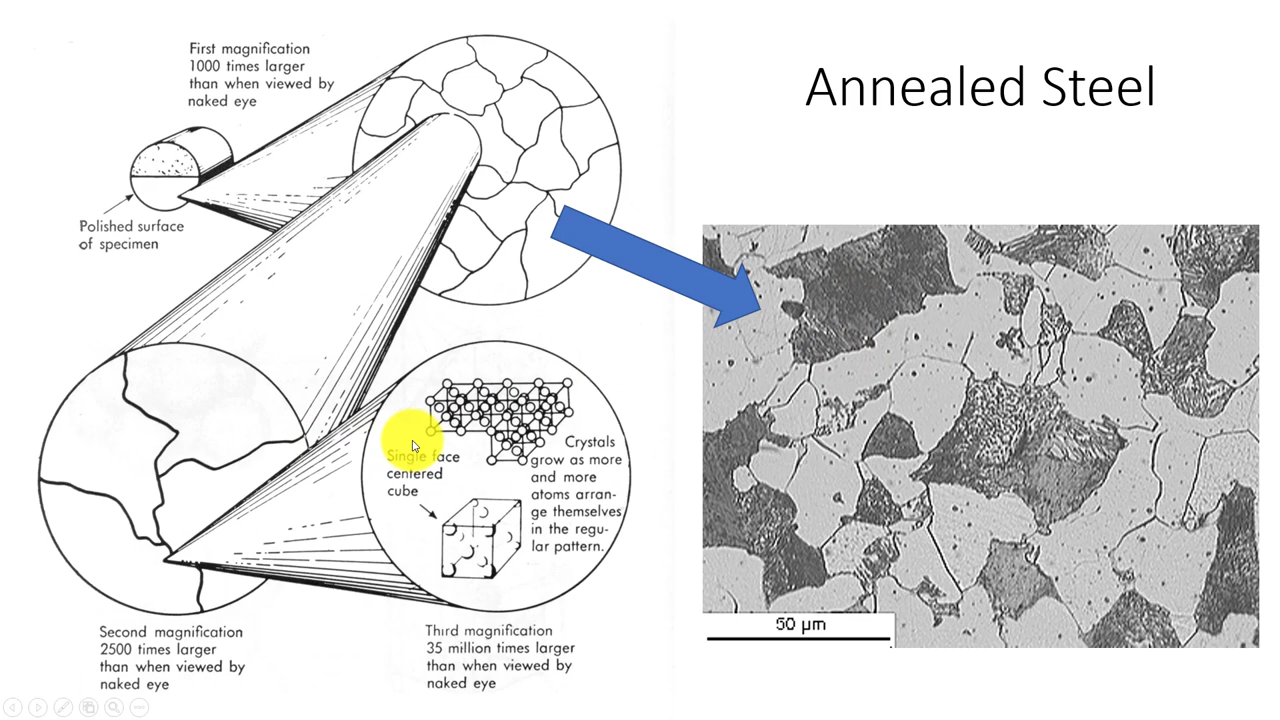 Annealed Steel
First magnification
1000 times larger
than when viewed by
naked eye
Polished surface
of specimen
Single face
centered
cube
Crystals
grow as more
and more
atoms arran-
ge themselves
in the regu-
lar pattern.
Second magnification
2500 times larger
than when viewed by
naked eye
Third magnification
35 million times larger
than when viewed by
naked eye
50 µm